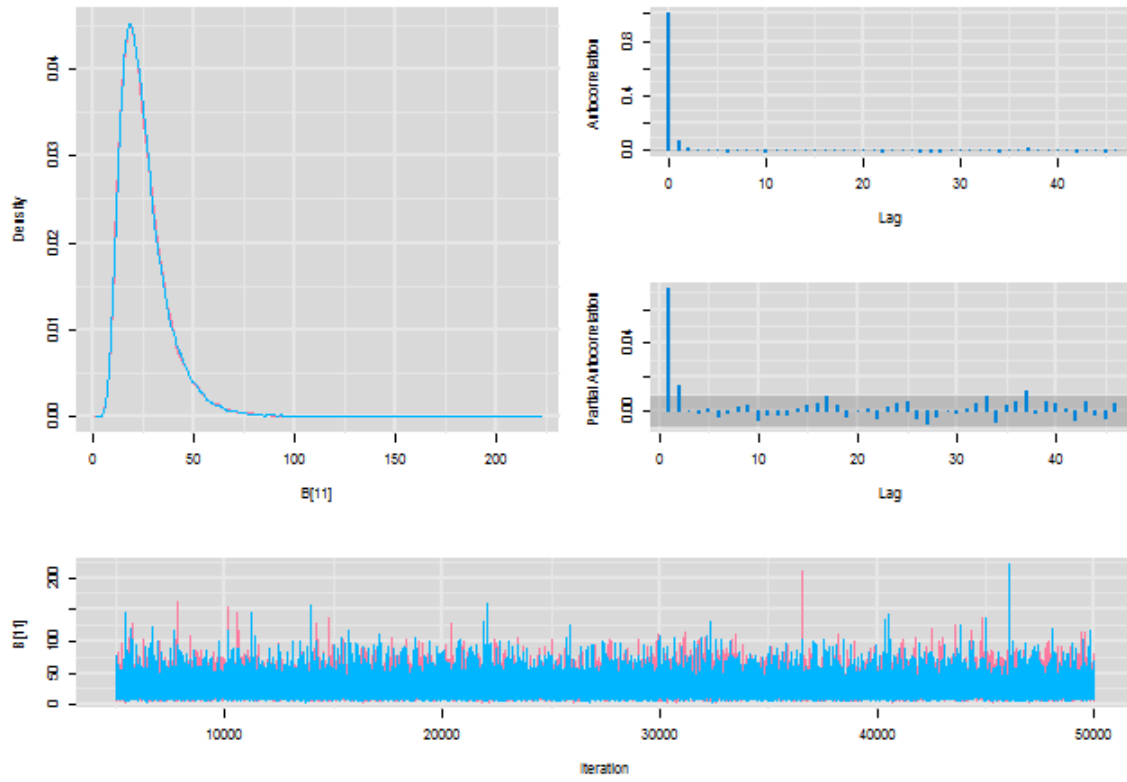 Density
0.00
0.01
0.02
0.03
0.04
0 50 100 150 200
B[11]
Autocorrelation
0.0 0.4 0.8
0 10 20 30 40
Lag
Partial Autocorrelation
0.00 0.04
0 10 20 30 40
Lag
B[11]
0 50 100 200
10000 20000 30000 40000 50000
Iteration